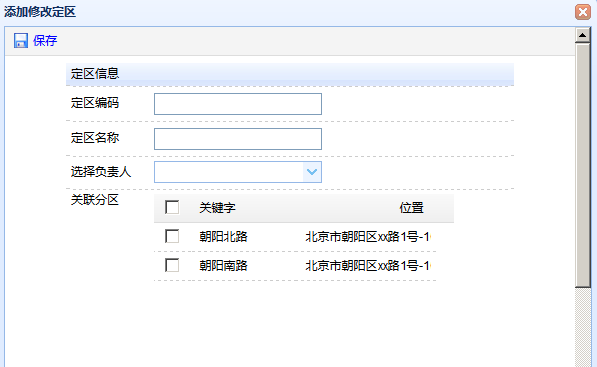 添加修改定区
保存
定区信息
定区编码
定区名称
选择负责人
关联分区
关键字 位置
朝阳北路 北京市朝阳区xx路1号-1
朝阳南路 北京市朝阳区xx路1号-1